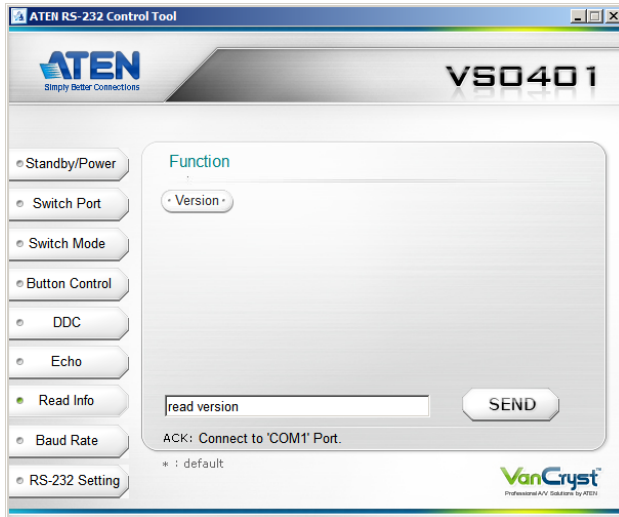 ATEN RS-232 Control Tool
ATEN
Simply Better Connections
VS0401
Standby/Power
Switch Port
Switch Mode
Button Control
DDC
Echo
Read Info
Baud Rate
RS-232 Setting
Function
· Version ·
read version
SEND
ACK: Connect to 'COM1' Port.
* : default
VanCryst™
Professional A/V Solutions by ATEN